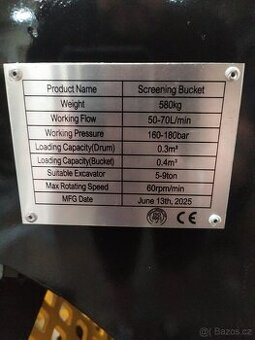 Product Name Screening Bucket
Weight 580kg
Working Flow 50-70L/min
Working Pressure 160-180bar
Loading Capacity(Drum) 0.3m³
Loading Capacity(Bucket) 0.4m³
Suitable Excavator 5-9ton
Max Rotating Speed 60rpm/min
MFG Date June 13th, 2025
CE
Bazos.cz